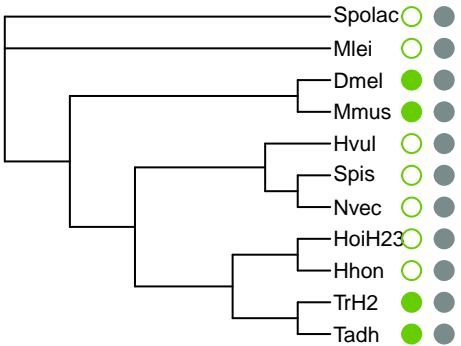 Spolac
Mlei
Dmel
Mmus
Hvul
Spis
Nvec
HoiH23
Hhon
TrH2
Tadh